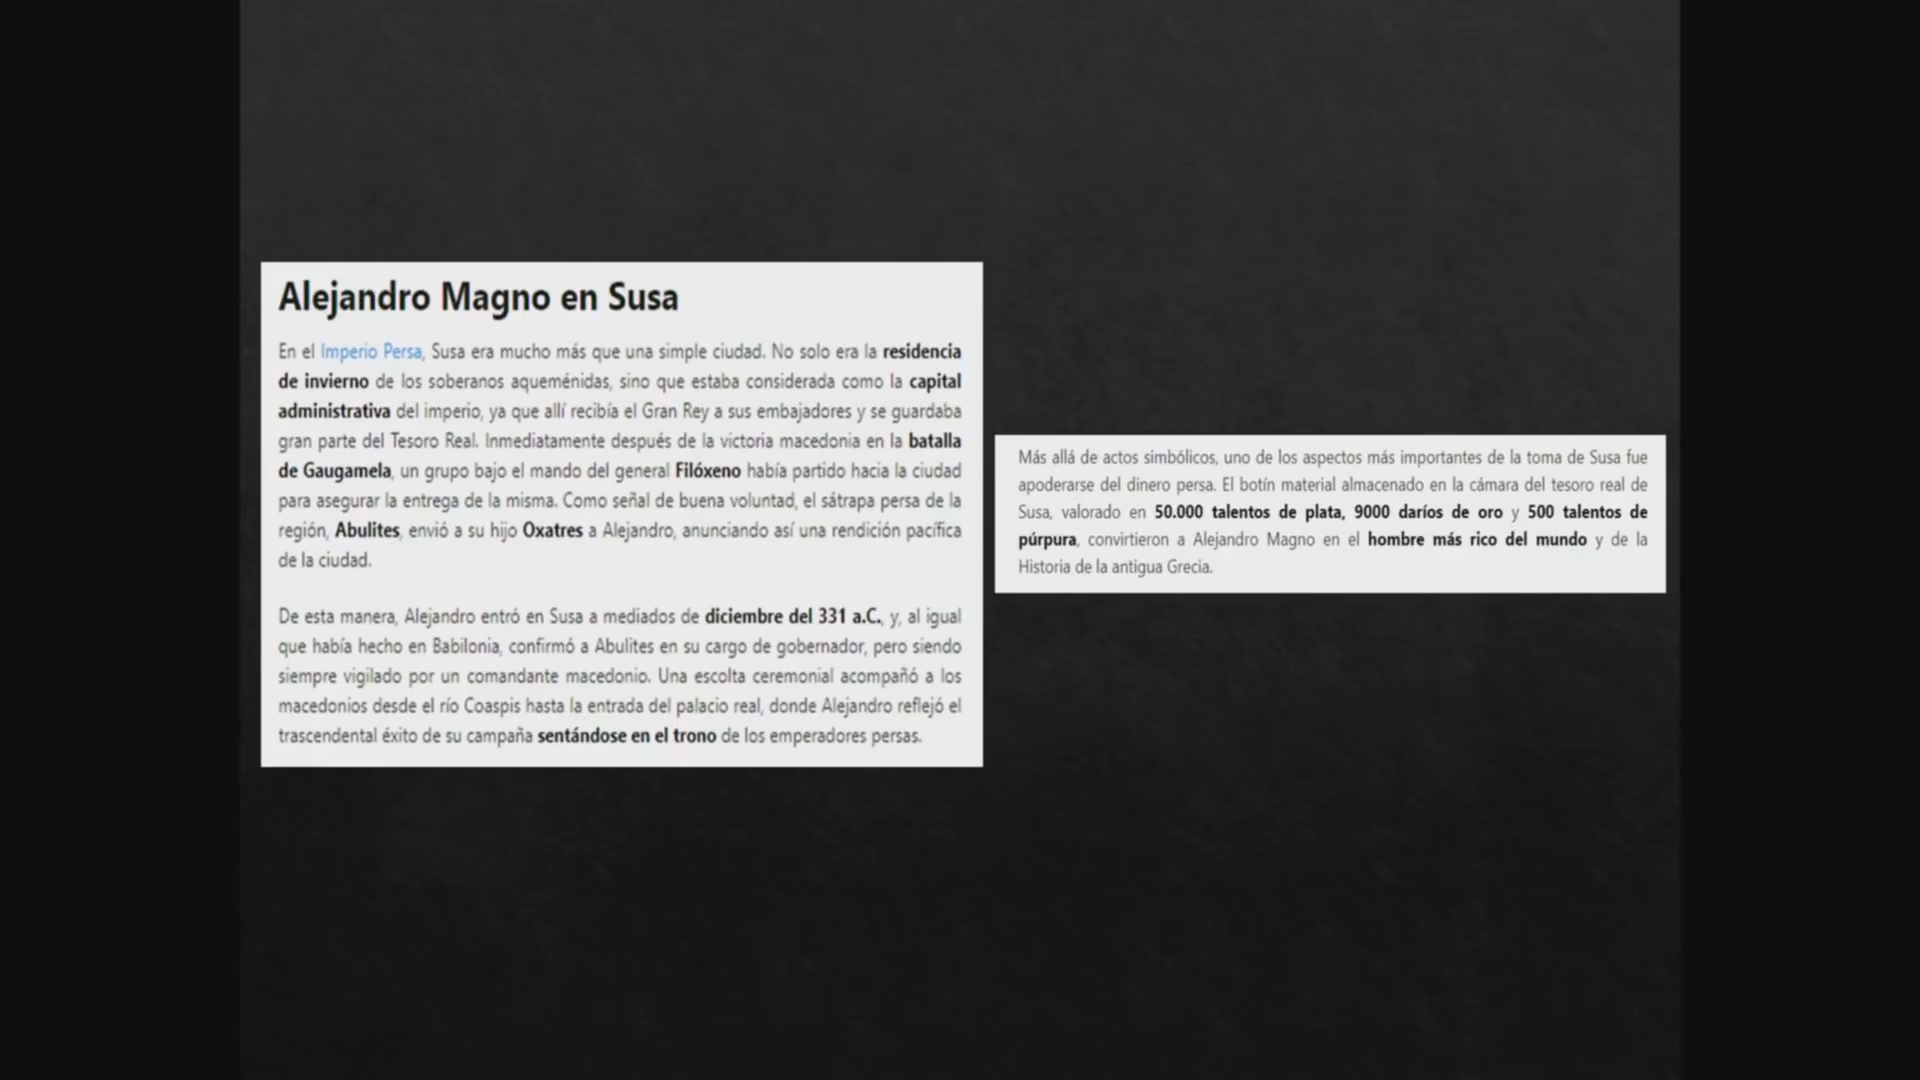 Alejandro Magno en Susa
En el Imperio Persa, Susa era mucho más que una simple ciudad. No solo era la residencia
de invierno de los soberanos aqueménidas, sino que estaba considerada como la capital
administrativa del imperio, ya que allí recibía el Gran Rey a sus embajadores y se guardaba
gran parte del Tesoro Real. Inmediatamente después de la victoria macedonia en la batalla
de Gaugamela, un grupo bajo el mando del general Filóxeno había partido hacia la ciudad
para asegurar la entrega de la misma. Como señal de buena voluntad, el sátrapa persa de la
región, Abulites, envió a su hijo Oxatres a Alejandro, anunciando así una rendición pacífica
de la ciudad.
De esta manera, Alejandro entró en Susa a mediados de diciembre del 331 a.C., y, al igual
que había hecho en Babilonia, confirmó a Abulites en su cargo de gobernador, pero siendo
siempre vigilado por un comandante macedonio. Una escolta ceremonial acompañó a los
macedonios desde el río Coaspis hasta la entrada del palacio real, donde Alejandro reflejó el
trascendental éxito de su campaña sentándose en el trono de los emperadores persas.
Más allá de actos simbólicos, uno de los aspectos más importantes de la toma de Susa fue
apoderarse del dinero persa. El botín material almacenado en la cámara del tesoro real de
Susa, valorado en 50.000 talentos de plata, 9000 daríos de oro y 500 talentos de
púrpura, convirtieron a Alejandro Magno en el hombre más rico del mundo y de la
Historia de la antigua Grecia.